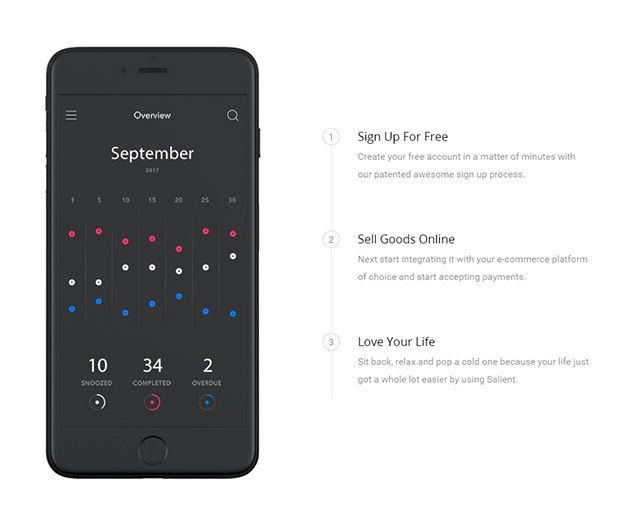 Overview
September
2017
1 5 10 15 20 25 30
10 34 2
SNOOZED COMPLETED OVERDUE
1 Sign Up For Free
Create your free account in a matter of minutes with
our patented awesome sign up process.
2 Sell Goods Online
Next start integrating it with your e-commerce platform
of choice and start accepting payments.
3 Love Your Life
Sit back, relax and pop a cold one because your life just
got a whole lot easier by using Salient.